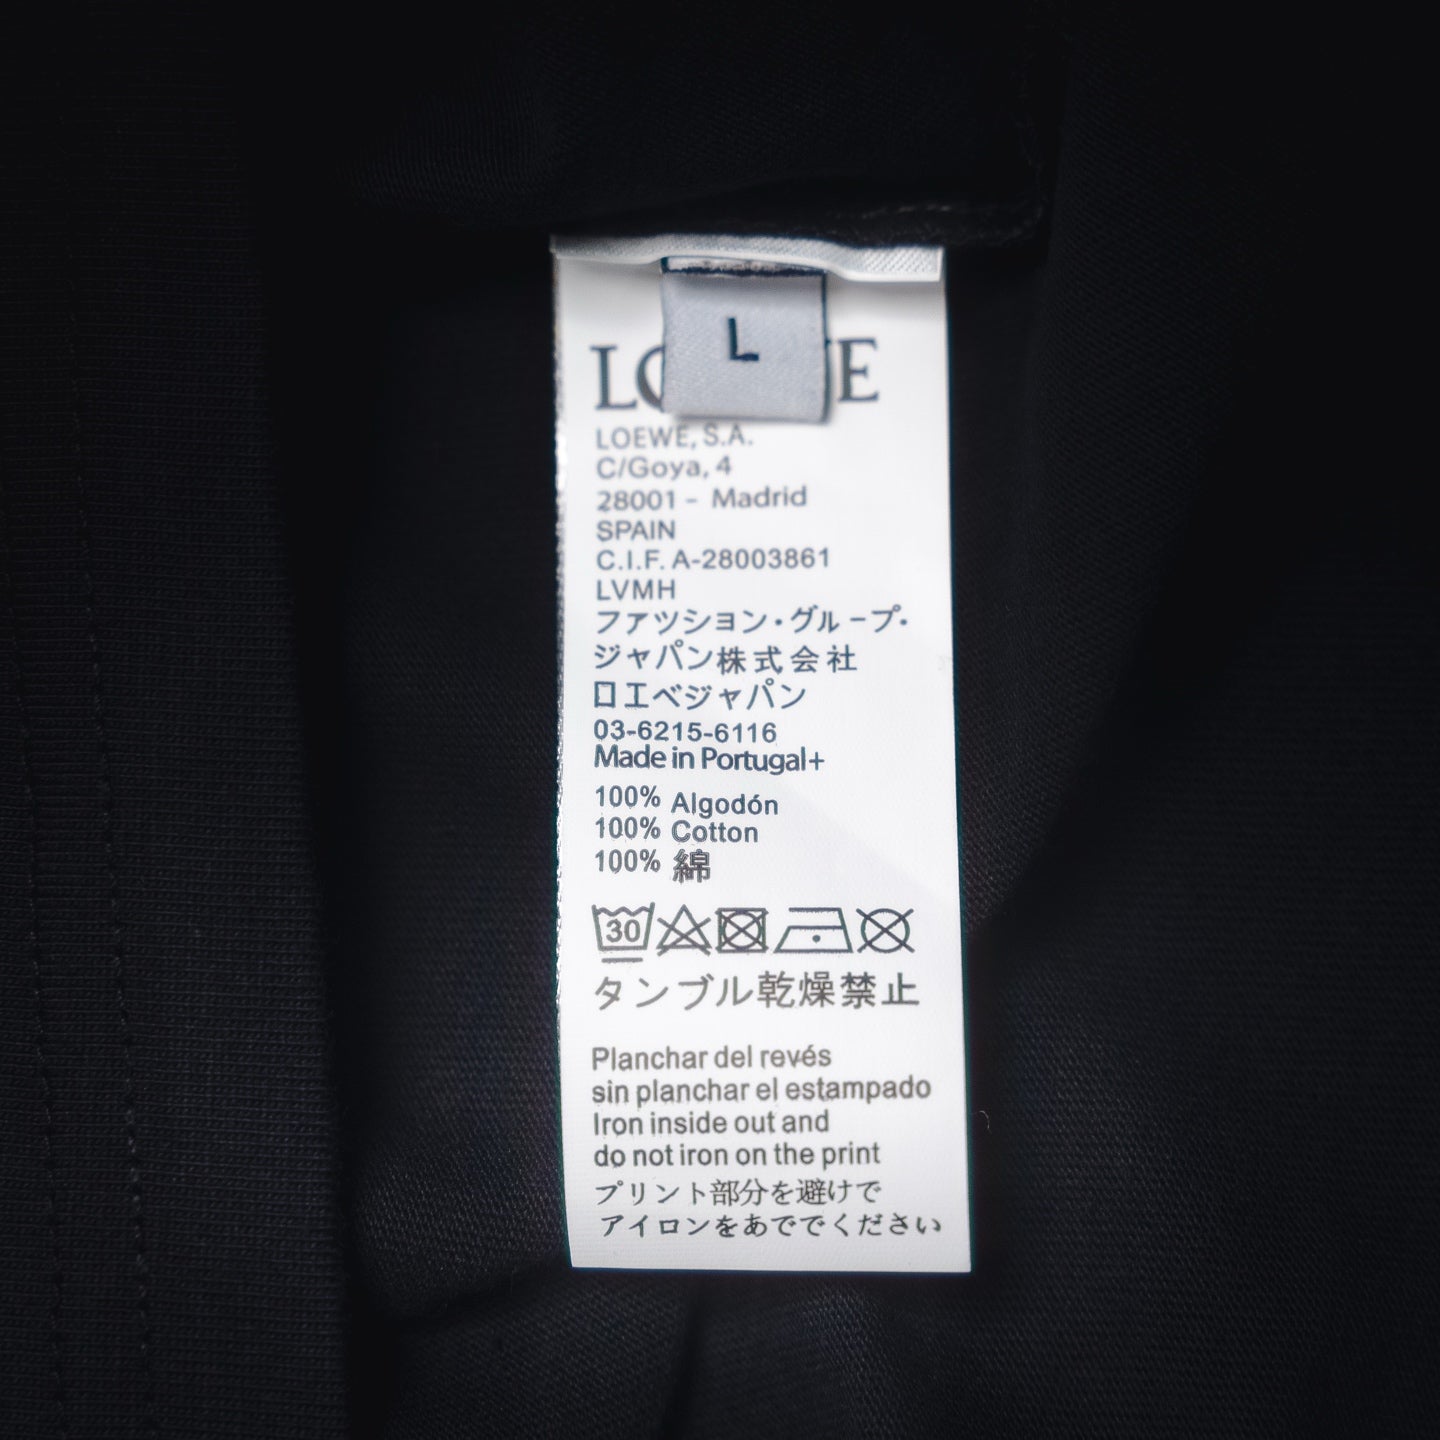 L
LOEWE, S.A.
C/Goya, 4
28001 - Madrid
SPAIN
C.I.F. A-28003861
LVMH
ファツション・グループ・
ジャパン株式会社
ロエベジャパン
03-6215-6116
Made in Portugal+
100% Algodón
100% Cotton
100% 綿
30
タンブル乾燥禁止
Planchar del revés
sin planchar el estampado
Iron inside out and
do not iron on the print
プリント部分を避けで
アイロンをあででください